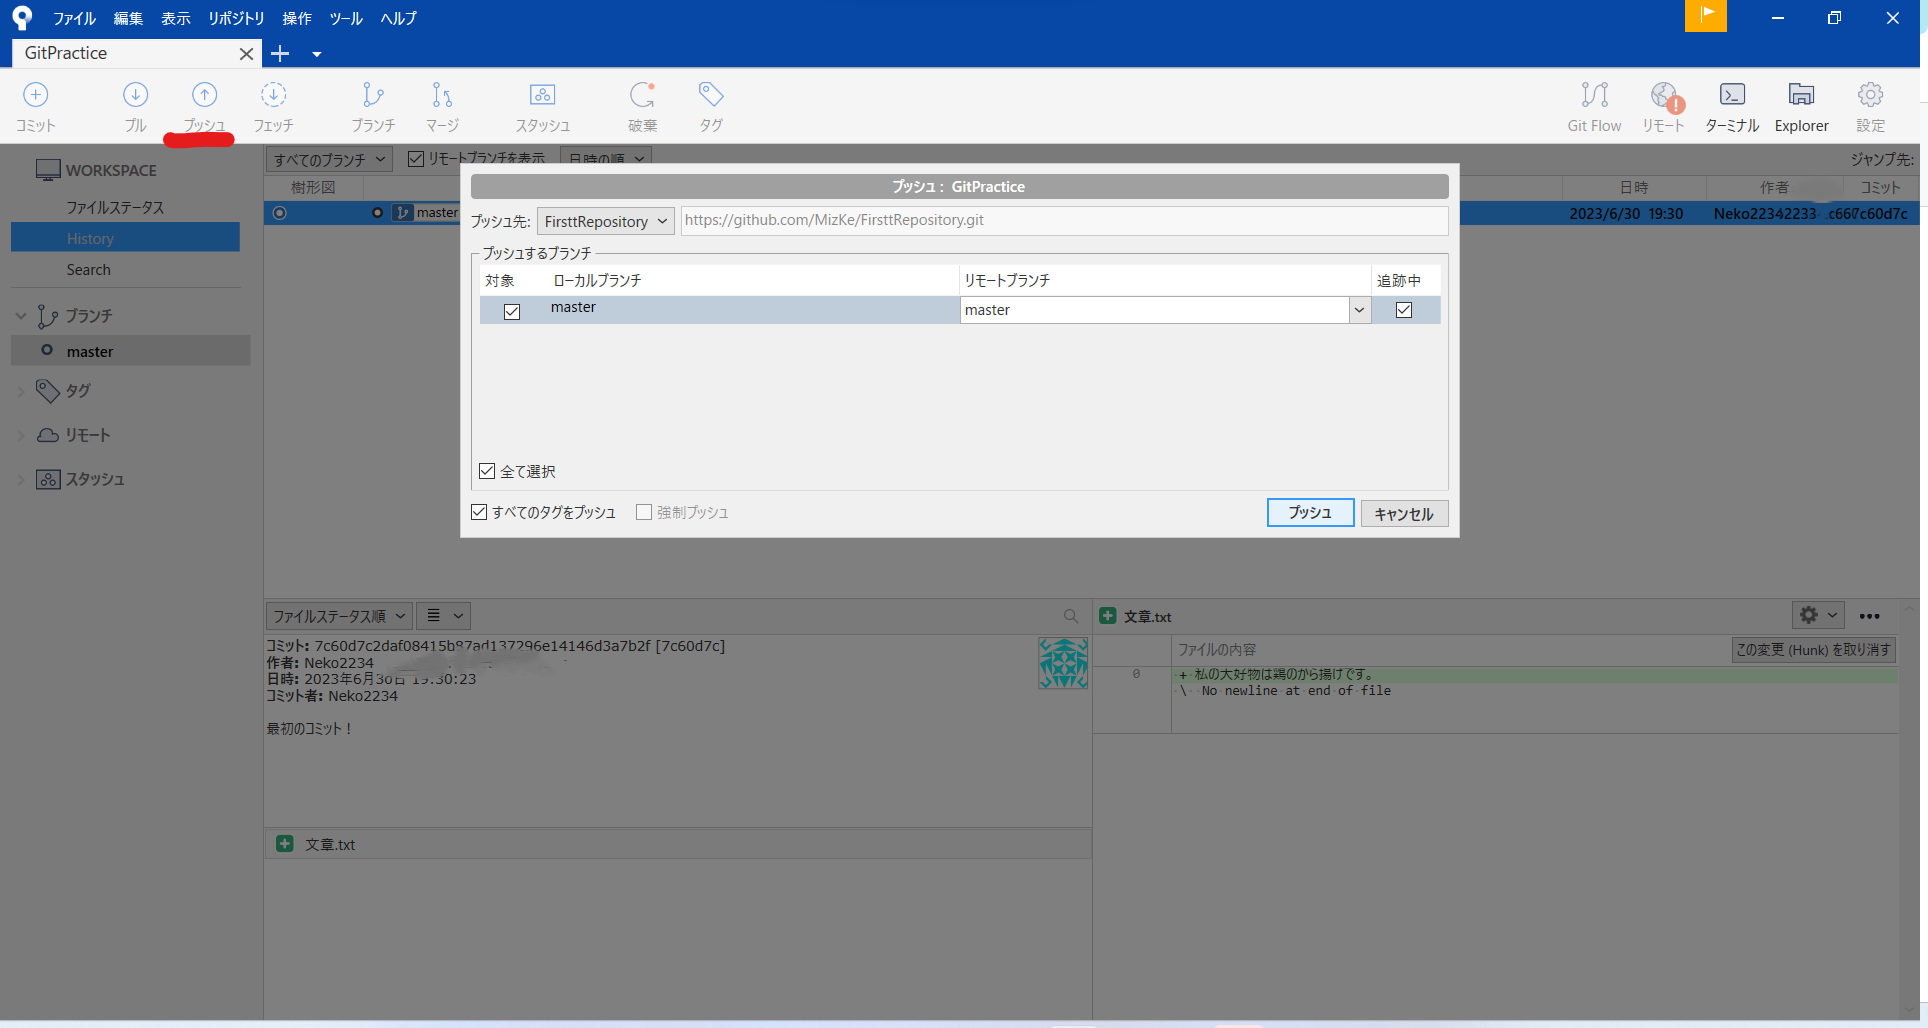 ファイル 編集 表示 リポジトリ 操作 ツール ヘルプ
GitPractice
コミット プル プッシュ フェッチ ブランチ マージ スタッシュ 破棄 タグ Git Flow リモート ターミナル Explorer 設定
WORKSPACE
ファイルステータス
History
Search
ブランチ
master
タグ
リモート
スタッシュ
すべてのブランチ リモートブランチを表示 日時の順 ジャンプ先:
樹形図 日時 作者 コミット
master 2023/6/30 19:30 Neko22342233 7c60d7c
プッシュ : GitPractice
プッシュ先: FirsttRepository https://github.com/MizKe/FirsttRepository.git
プッシュするブランチ
対象 ローカルブランチ リモートブランチ 追跡中
master master
全て選択
すべてのタグをプッシュ 強制プッシュ プッシュ キャンセル
ファイルステータス順
コミット: 7c60d7c2daf08415b87ad137296e14146d3a7b2f [7c60d7c]
作者: Neko2234
日時: 2023年6月30日 19:30:23
コミット者: Neko2234
最初のコミット！
文章.txt
文章.txt
ファイルの内容 この変更 (Hunk) を取り消す
0 + 私の大好物は鶏のから揚げです。
\ No newline at end of file